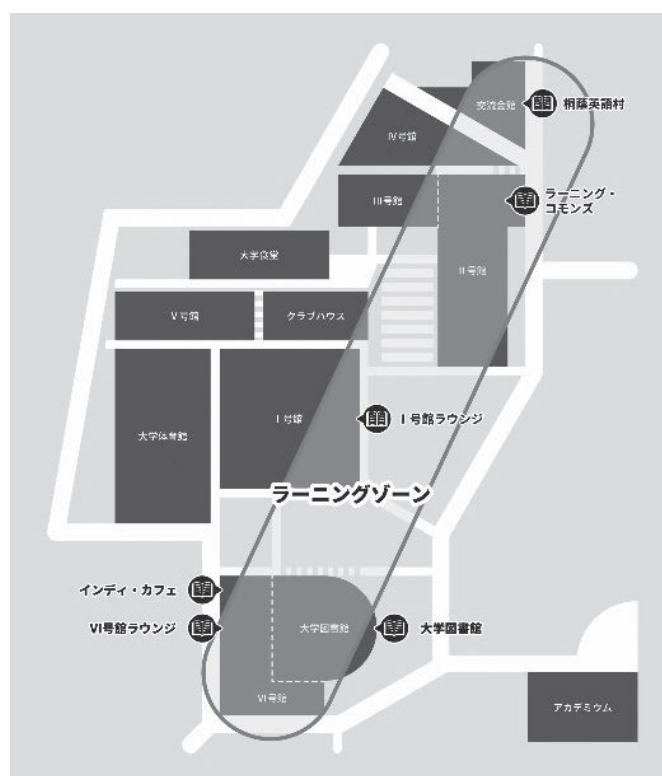 交流会館
桐蔭英語村
Ⅳ号館
Ⅲ号館
ラーニング・
コモンズ
大学食堂
Ⅱ号館
Ⅴ号館
クラブハウス
Ⅰ号館
Ⅰ号館ラウンジ
大学体育館
ラーニングゾーン
インディ・カフェ
Ⅵ号館ラウンジ
大学図書館
大学図書館
Ⅵ号館
アカデミウム